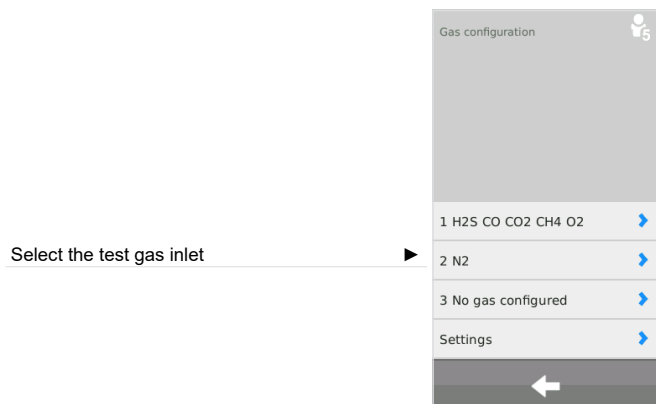 Gas configuration
5
1 H2S CO CO2 CH4 O2
Select the test gas inlet
2 N2
3 No gas configured
Settings